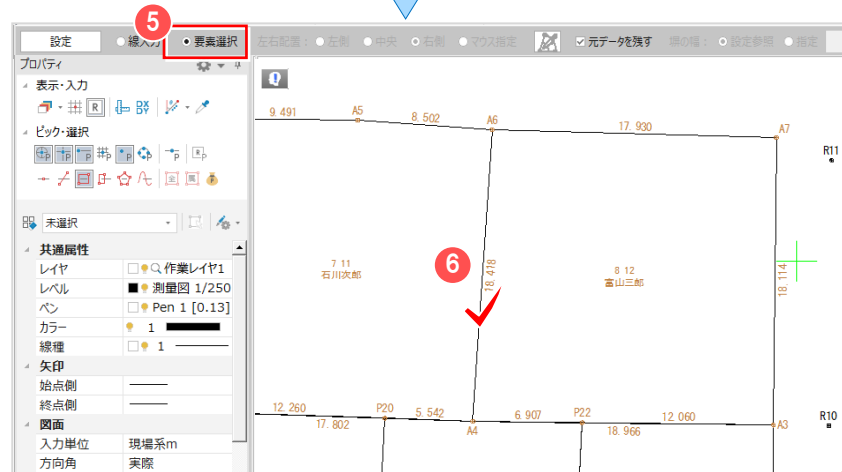 5
設定 線入力 要素選択 左右配置: 左側 中央 右側 マウス指定 元データを残す 塀の幅: 設定参照 指定
プロパティ
表示・入力
R
ピック・選択
未選択
共通属性
レイヤ 作業レイヤ1
レベル 測量図 1/250
ペン Pen 1 [0.13]
カラー 1
線種 1
矢印
始点側
終点側
図面
入力単位 現場系m
方向角 実際
9.491 A5 8.502 A6 17.930 A7
R11
7 11
石川次郎
6
18.418
8 12
富山三郎
18.114
12.260 P20 5.542 6.907 P22 12.060 R10
17.802 A4 18.966 A3